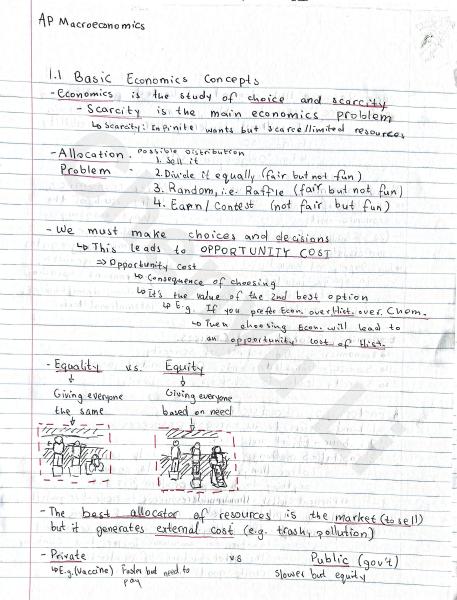 AP Macroeconomics
1.1 Basic Economics Concepts
- Economics is the study of choice and scarcity
- Scarcity is the main economics problem
↳ Scarcity: Infinite wants but scarce/limited resources
- Allocation Problem - Possible distribution
1. Sell it
2. Divide it equally (fair but not fun)
3. Random, i.e. Raffle (fair but not fun)
4. Earn/Contest (not fair but fun)
- We must make choices and decisions
↳ This leads to OPPORTUNITY COST
⇒ Opportunity cost
↳ Consequence of choosing
↳ It's the value of the 2nd best option
↳ E.g. If you prefer Econ. over Hist. over Chem.
↳ Then choosing Econ. will lead to
an opportunity cost of Hist.
- Equality v.s. Equity
↓ ↓
Giving everyone the same
Giving everyone based on need
- The best allocator of resources is the market (to sell)
but it generates external cost (e.g. trash, pollution)
- Private v.s Public (gov't)
↳ E.g. (Vaccine) Faster but need to pay
slower but equity